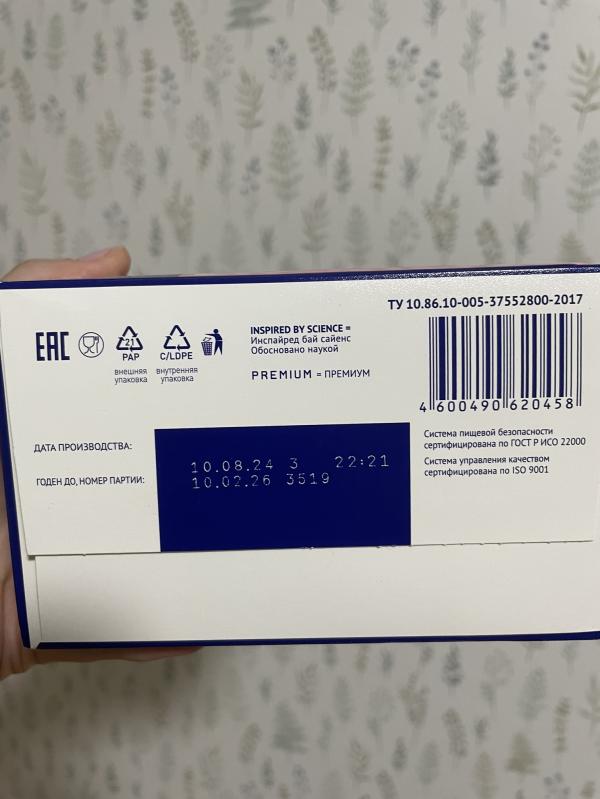 ТУ 10.86.10-005-37552800-2017
EAC
21
PAP
внешняя
упаковка
C/LDPE
внутренняя
упаковка
INSPIRED BY SCIENCE =
Инспайред бай сайенс
Обосновано наукой
PREMIUM = ПРЕМИУМ
4 600490 620458
Система пищевой безопасности
сертифицирована по ГОСТ Р ИСО 22000
Система управления качеством
сертифицирована по ISO 9001
ДАТА ПРОИЗВОДСТВА:
10.08.24 3 22:21
ГОДЕН ДО, НОМЕР ПАРТИИ:
10.02.26 3519